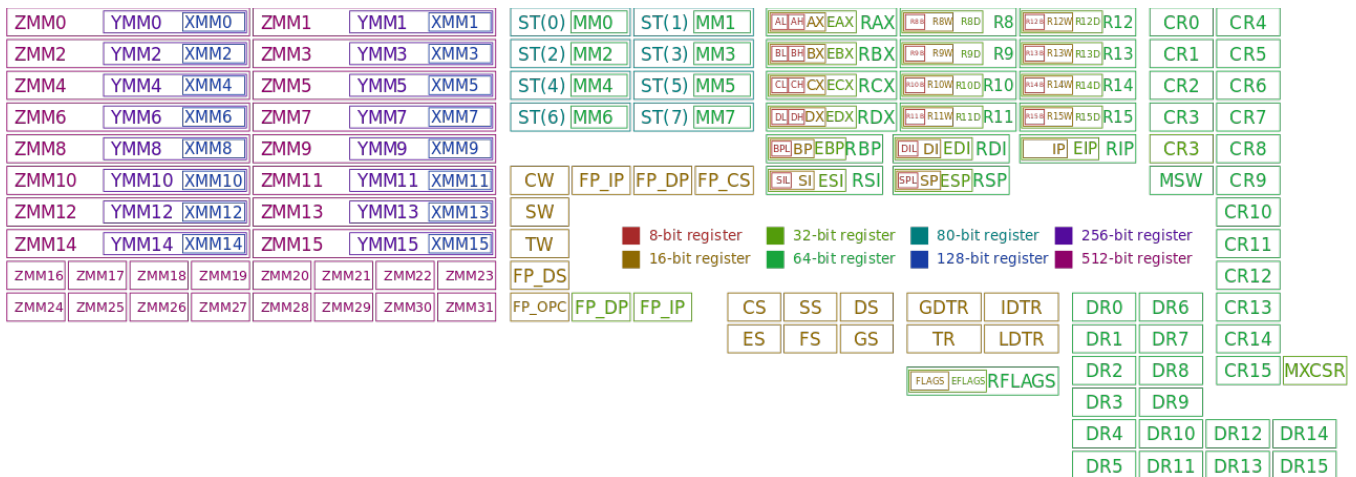 ZMM0 YMM0 XMM0 ZMM1 YMM1 XMM1 ST(0) MM0 ST(1) MM1 AL AH AX EAX RAX R8B R8W R8D R8 R12B R12W R12D R12 CR0 CR4
ZMM2 YMM2 XMM2 ZMM3 YMM3 XMM3 ST(2) MM2 ST(3) MM3 BL BH BX EBX RBX R9B R9W R9D R9 R13B R13W R13D R13 CR1 CR5
ZMM4 YMM4 XMM4 ZMM5 YMM5 XMM5 ST(4) MM4 ST(5) MM5 CL CH CX ECX RCX R10B R10W R10D R10 R14B R14W R14D R14 CR2 CR6
ZMM6 YMM6 XMM6 ZMM7 YMM7 XMM7 ST(6) MM6 ST(7) MM7 DL DH DX EDX RDX R11B R11W R11D R11 R15B R15W R15D R15 CR3 CR7
ZMM8 YMM8 XMM8 ZMM9 YMM9 XMM9 BPL BP EBP RBP DIL DI EDI RDI IP EIP RIP CR3 CR8
ZMM10 YMM10 XMM10 ZMM11 YMM11 XMM11 CW FP_IP FP_DP FP_CS SIL SI ESI RSI SPL SP ESP RSP MSW CR9
ZMM12 YMM12 XMM12 ZMM13 YMM13 XMM13 SW CR10
8-bit register 32-bit register 80-bit register 256-bit register
ZMM14 YMM14 XMM14 ZMM15 YMM15 XMM15 TW CR11
16-bit register 64-bit register 128-bit register 512-bit register
ZMM16 ZMM17 ZMM18 ZMM19 ZMM20 ZMM21 ZMM22 ZMM23 FP_DS CR12
ZMM24 ZMM25 ZMM26 ZMM27 ZMM28 ZMM29 ZMM30 ZMM31 FP_OPC FP_DP FP_IP CS SS DS GDTR IDTR DR0 DR6 CR13
ES FS GS TR LDTR DR1 DR7 CR14
FLAGS EFLAGS RFLAGS DR2 DR8 CR15 MXCSR
DR3 DR9
DR4 DR10 DR12 DR14
DR5 DR11 DR13 DR15